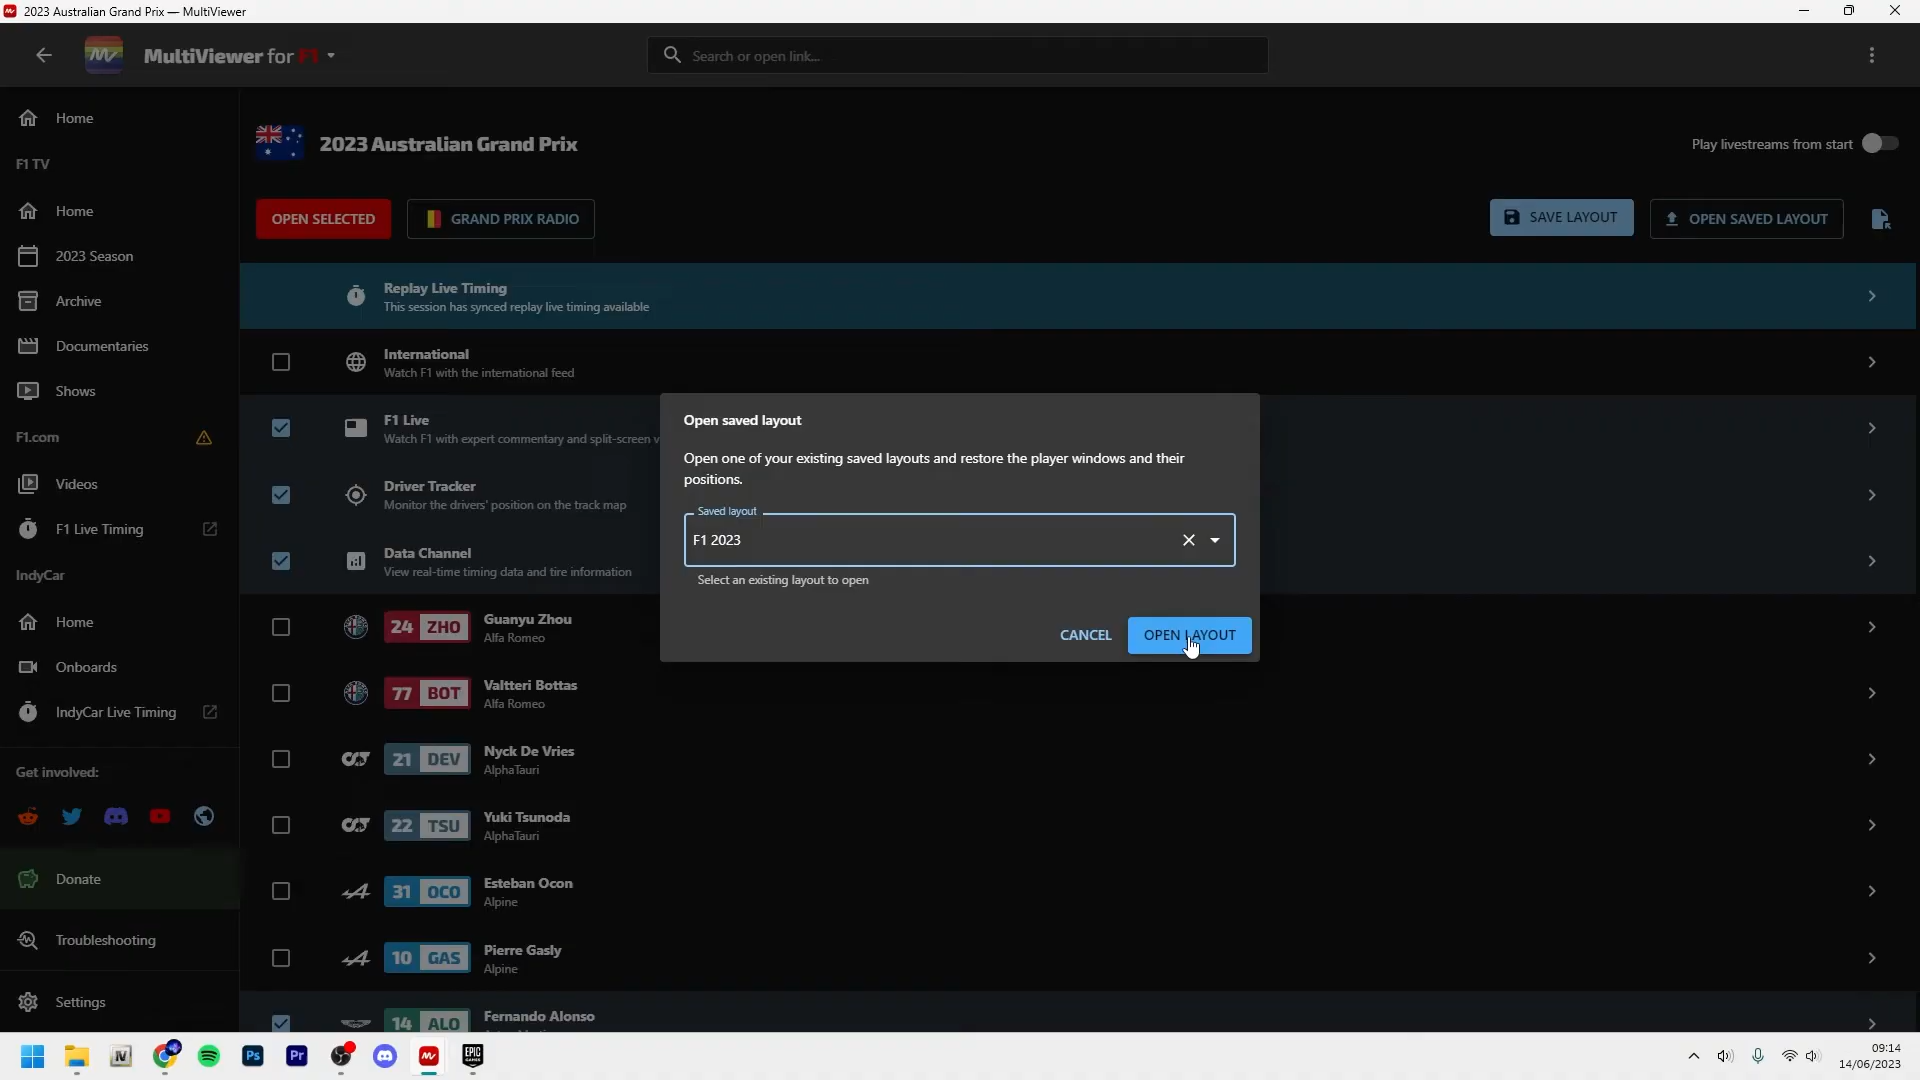 2023 Australian Grand Prix — MultiViewer
MultiViewer for F1
Search or open link...
Home
F1 TV
Home
2023 Season
Archive
Documentaries
Shows
F1.com
Videos
F1 Live Timing
IndyCar
Home
Onboards
IndyCar Live Timing
Get involved:
Donate
Troubleshooting
Settings
2023 Australian Grand Prix
Play livestreams from start
OPEN SELECTED
GRAND PRIX RADIO
SAVE LAYOUT
OPEN SAVED LAYOUT
Replay Live Timing
This session has synced replay live timing available
International
Watch F1 with the international feed
F1 Live
Watch F1 with expert commentary and split-screen v
Driver Tracker
Monitor the drivers' position on the track map
Data Channel
View real-time timing data and tire information
24 ZHO Guanyu Zhou
Alfa Romeo
77 BOT Valtteri Bottas
Alfa Romeo
21 DEV Nyck De Vries
AlphaTauri
22 TSU Yuki Tsunoda
AlphaTauri
31 OCO Esteban Ocon
Alpine
10 GAS Pierre Gasly
Alpine
14 ALO Fernando Alonso
Open saved layout
Open one of your existing saved layouts and restore the player windows and their
positions.
Saved layout
F1 2023
Select an existing layout to open
CANCEL
OPEN LAYOUT
Ps
Pr
EPIC
GAMES
09:14
14/06/2023